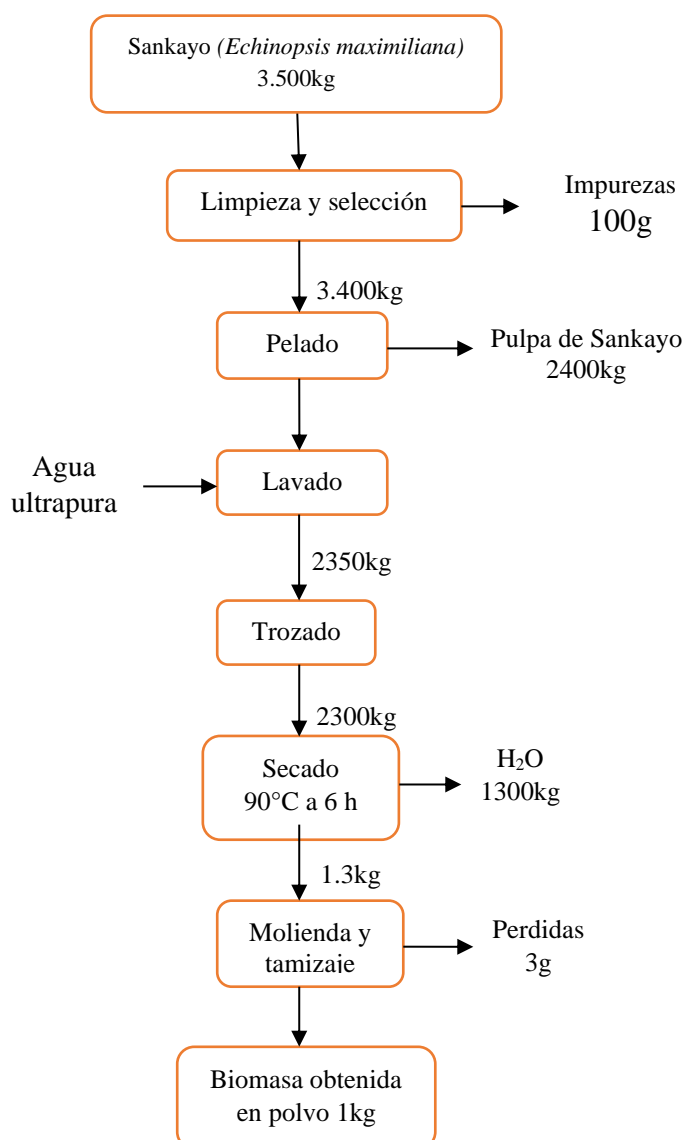 Sankayo (Echinopsis maximiliana)
3.500kg
Limpieza y selección
Impurezas
100g
3.400kg
Pelado
Pulpa de Sankayo
2400kg
Agua
ultrapura
Lavado
2350kg
Trozado
2300kg
Secado
90°C a 6 h
H₂O
1300kg
1.3kg
Molienda y
tamizaje
Perdidas
3g
Biomasa obtenida
en polvo 1kg